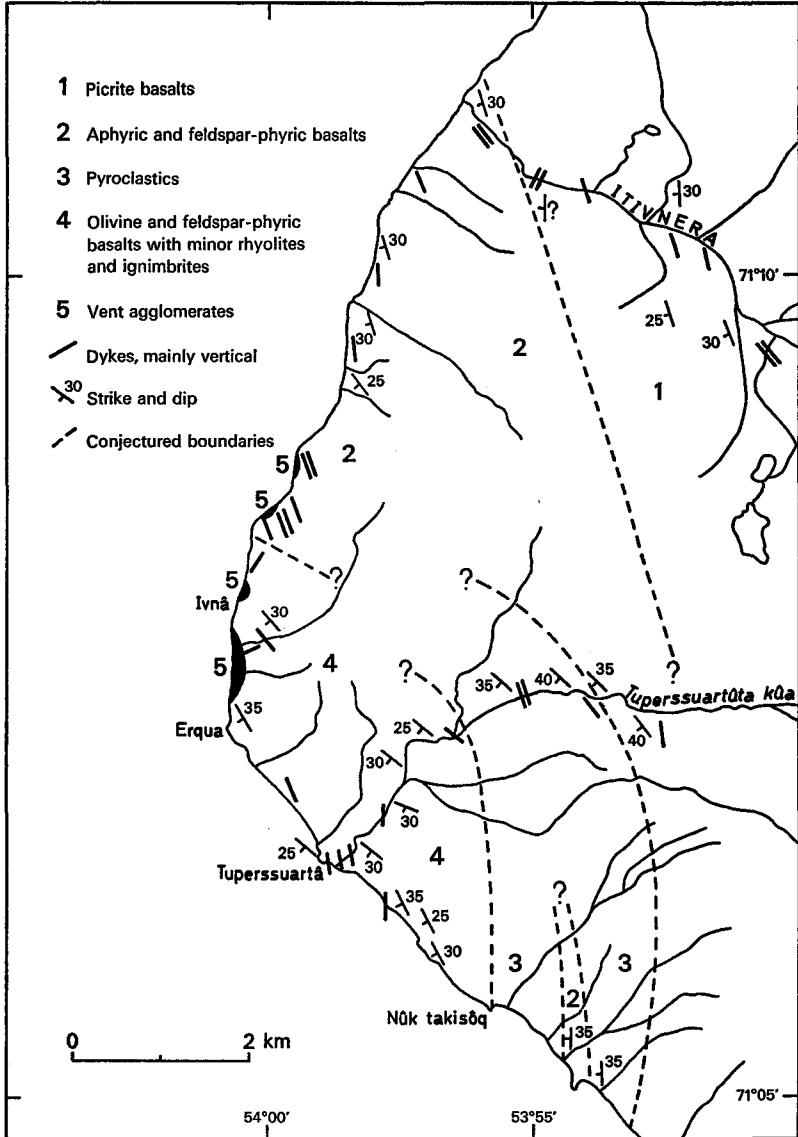 1 Picrite basalts
2 Aphyric and feldspar-phyric basalts
3 Pyroclastics
4 Olivine and feldspar-phyric
basalts with minor rhyolites
and ignimbrites
5 Vent agglomerates
Dykes, mainly vertical
30 Strike and dip
Conjectured boundaries
30
ITIVNERA
30
?
30
71°10'
25
30
30
2
1
25
2
5
5
?
?
5
Ivnâ
30
5
4
?
35
35
40
?
Tuperssuartûta kûa
35
Erqua
25
40
30
30
4
25
30
Tuperssuartâ
35
25
30
?
3
3
2
Nûk takisôq
35
35
0 2 km
71°05'
54°00' 53°55'